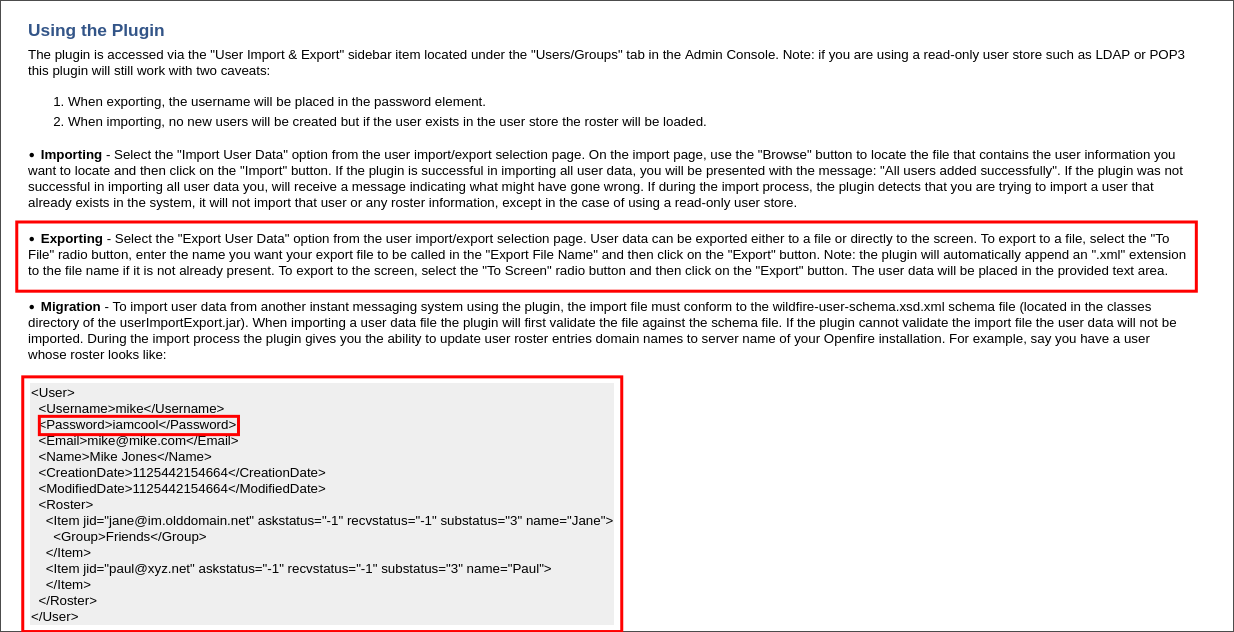 Using the Plugin
The plugin is accessed via the "User Import & Export" sidebar item located under the "Users/Groups" tab in the Admin Console. Note: if you are using a read-only user store such as LDAP or POP3
this plugin will still work with two caveats:
1. When exporting, the username will be placed in the password element.
2. When importing, no new users will be created but if the user exists in the user store the roster will be loaded.
• Importing - Select the "Import User Data" option from the user import/export selection page. On the import page, use the "Browse" button to locate the file that contains the user information you
want to locate and then click on the "Import" button. If the plugin is successful in importing all user data, you will be presented with the message: "All users added successfully". If the plugin was not
successful in importing all user data you, will receive a message indicating what might have gone wrong. If during the import process, the plugin detects that you are trying to import a user that
already exists in the system, it will not import that user or any roster information, except in the case of using a read-only user store.
• Exporting - Select the "Export User Data" option from the user import/export selection page. User data can be exported either to a file or directly to the screen. To export to a file, select the "To
File" radio button, enter the name you want your export file to be called in the "Export File Name" and then click on the "Export" button. Note: the plugin will automatically append an ".xml" extension
to the file name if it is not already present. To export to the screen, select the "To Screen" radio button and then click on the "Export" button. The user data will be placed in the provided text area.
• Migration - To import user data from another instant messaging system using the plugin, the import file must conform to the wildfire-user-schema.xsd.xml schema file (located in the classes
directory of the userImportExport.jar). When importing a user data file the plugin will first validate the file against the schema file. If the plugin cannot validate the import file the user data will not be
imported. During the import process the plugin gives you the ability to update user roster entries domain names to server name of your Openfire installation. For example, say you have a user
whose roster looks like:
<User>
<Username>mike</Username>
<Password>iamcool</Password>
<Email>mike@mike.com</Email>
<Name>Mike Jones</Name>
<CreationDate>1125442154664</CreationDate>
<ModifiedDate>1125442154664</ModifiedDate>
<Roster>
<Item jid="jane@im.olddomain.net" askstatus="-1" recvstatus="-1" substatus="3" name="Jane">
<Group>Friends</Group>
</Item>
<Item jid="paul@xyz.net" askstatus="-1" recvstatus="-1" substatus="3" name="Paul">
</Item>
</Roster>
</User>